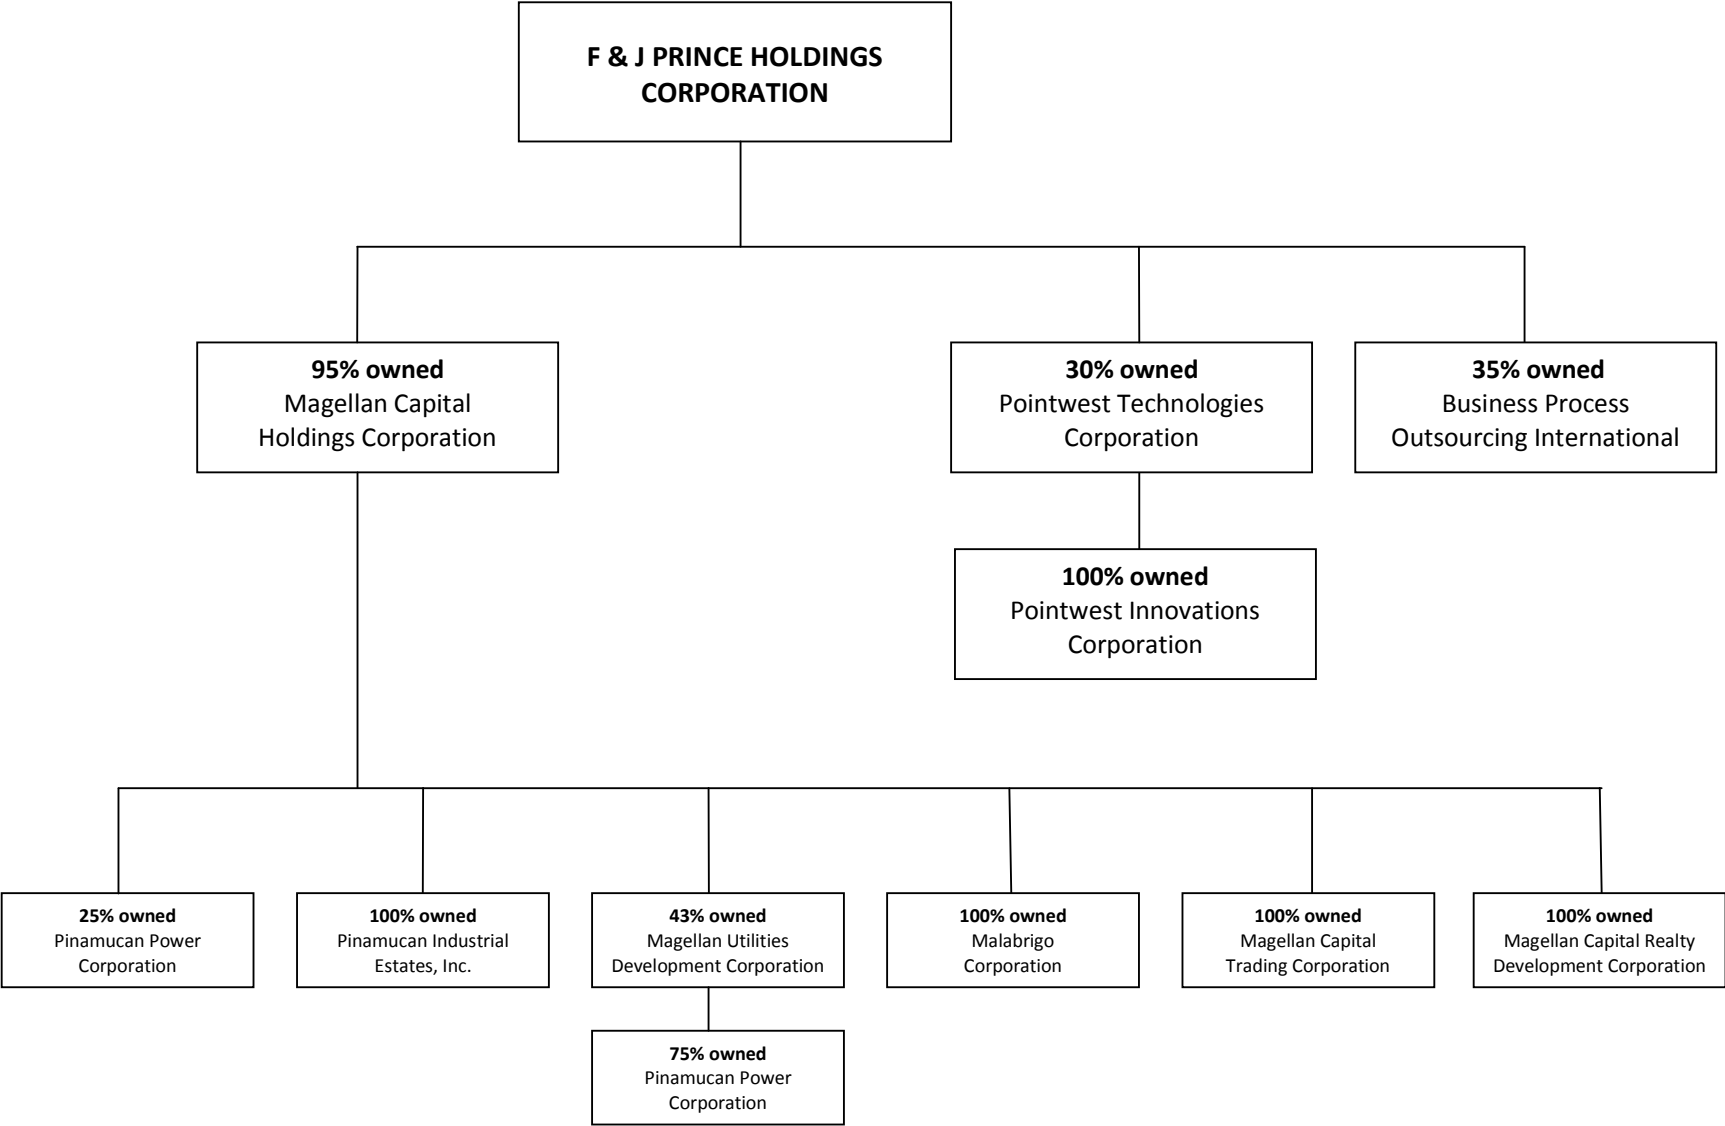 F & J PRINCE HOLDINGS
CORPORATION
95% owned
Magellan Capital
Holdings Corporation
30% owned
Pointwest Technologies
Corporation
35% owned
Business Process
Outsourcing International
100% owned
Pointwest Innovations
Corporation
25% owned
Pinamucan Power
Corporation
100% owned
Pinamucan Industrial
Estates, Inc.
43% owned
Magellan Utilities
Development Corporation
100% owned
Malabrigo
Corporation
100% owned
Magellan Capital
Trading Corporation
100% owned
Magellan Capital Realty
Development Corporation
75% owned
Pinamucan Power
Corporation